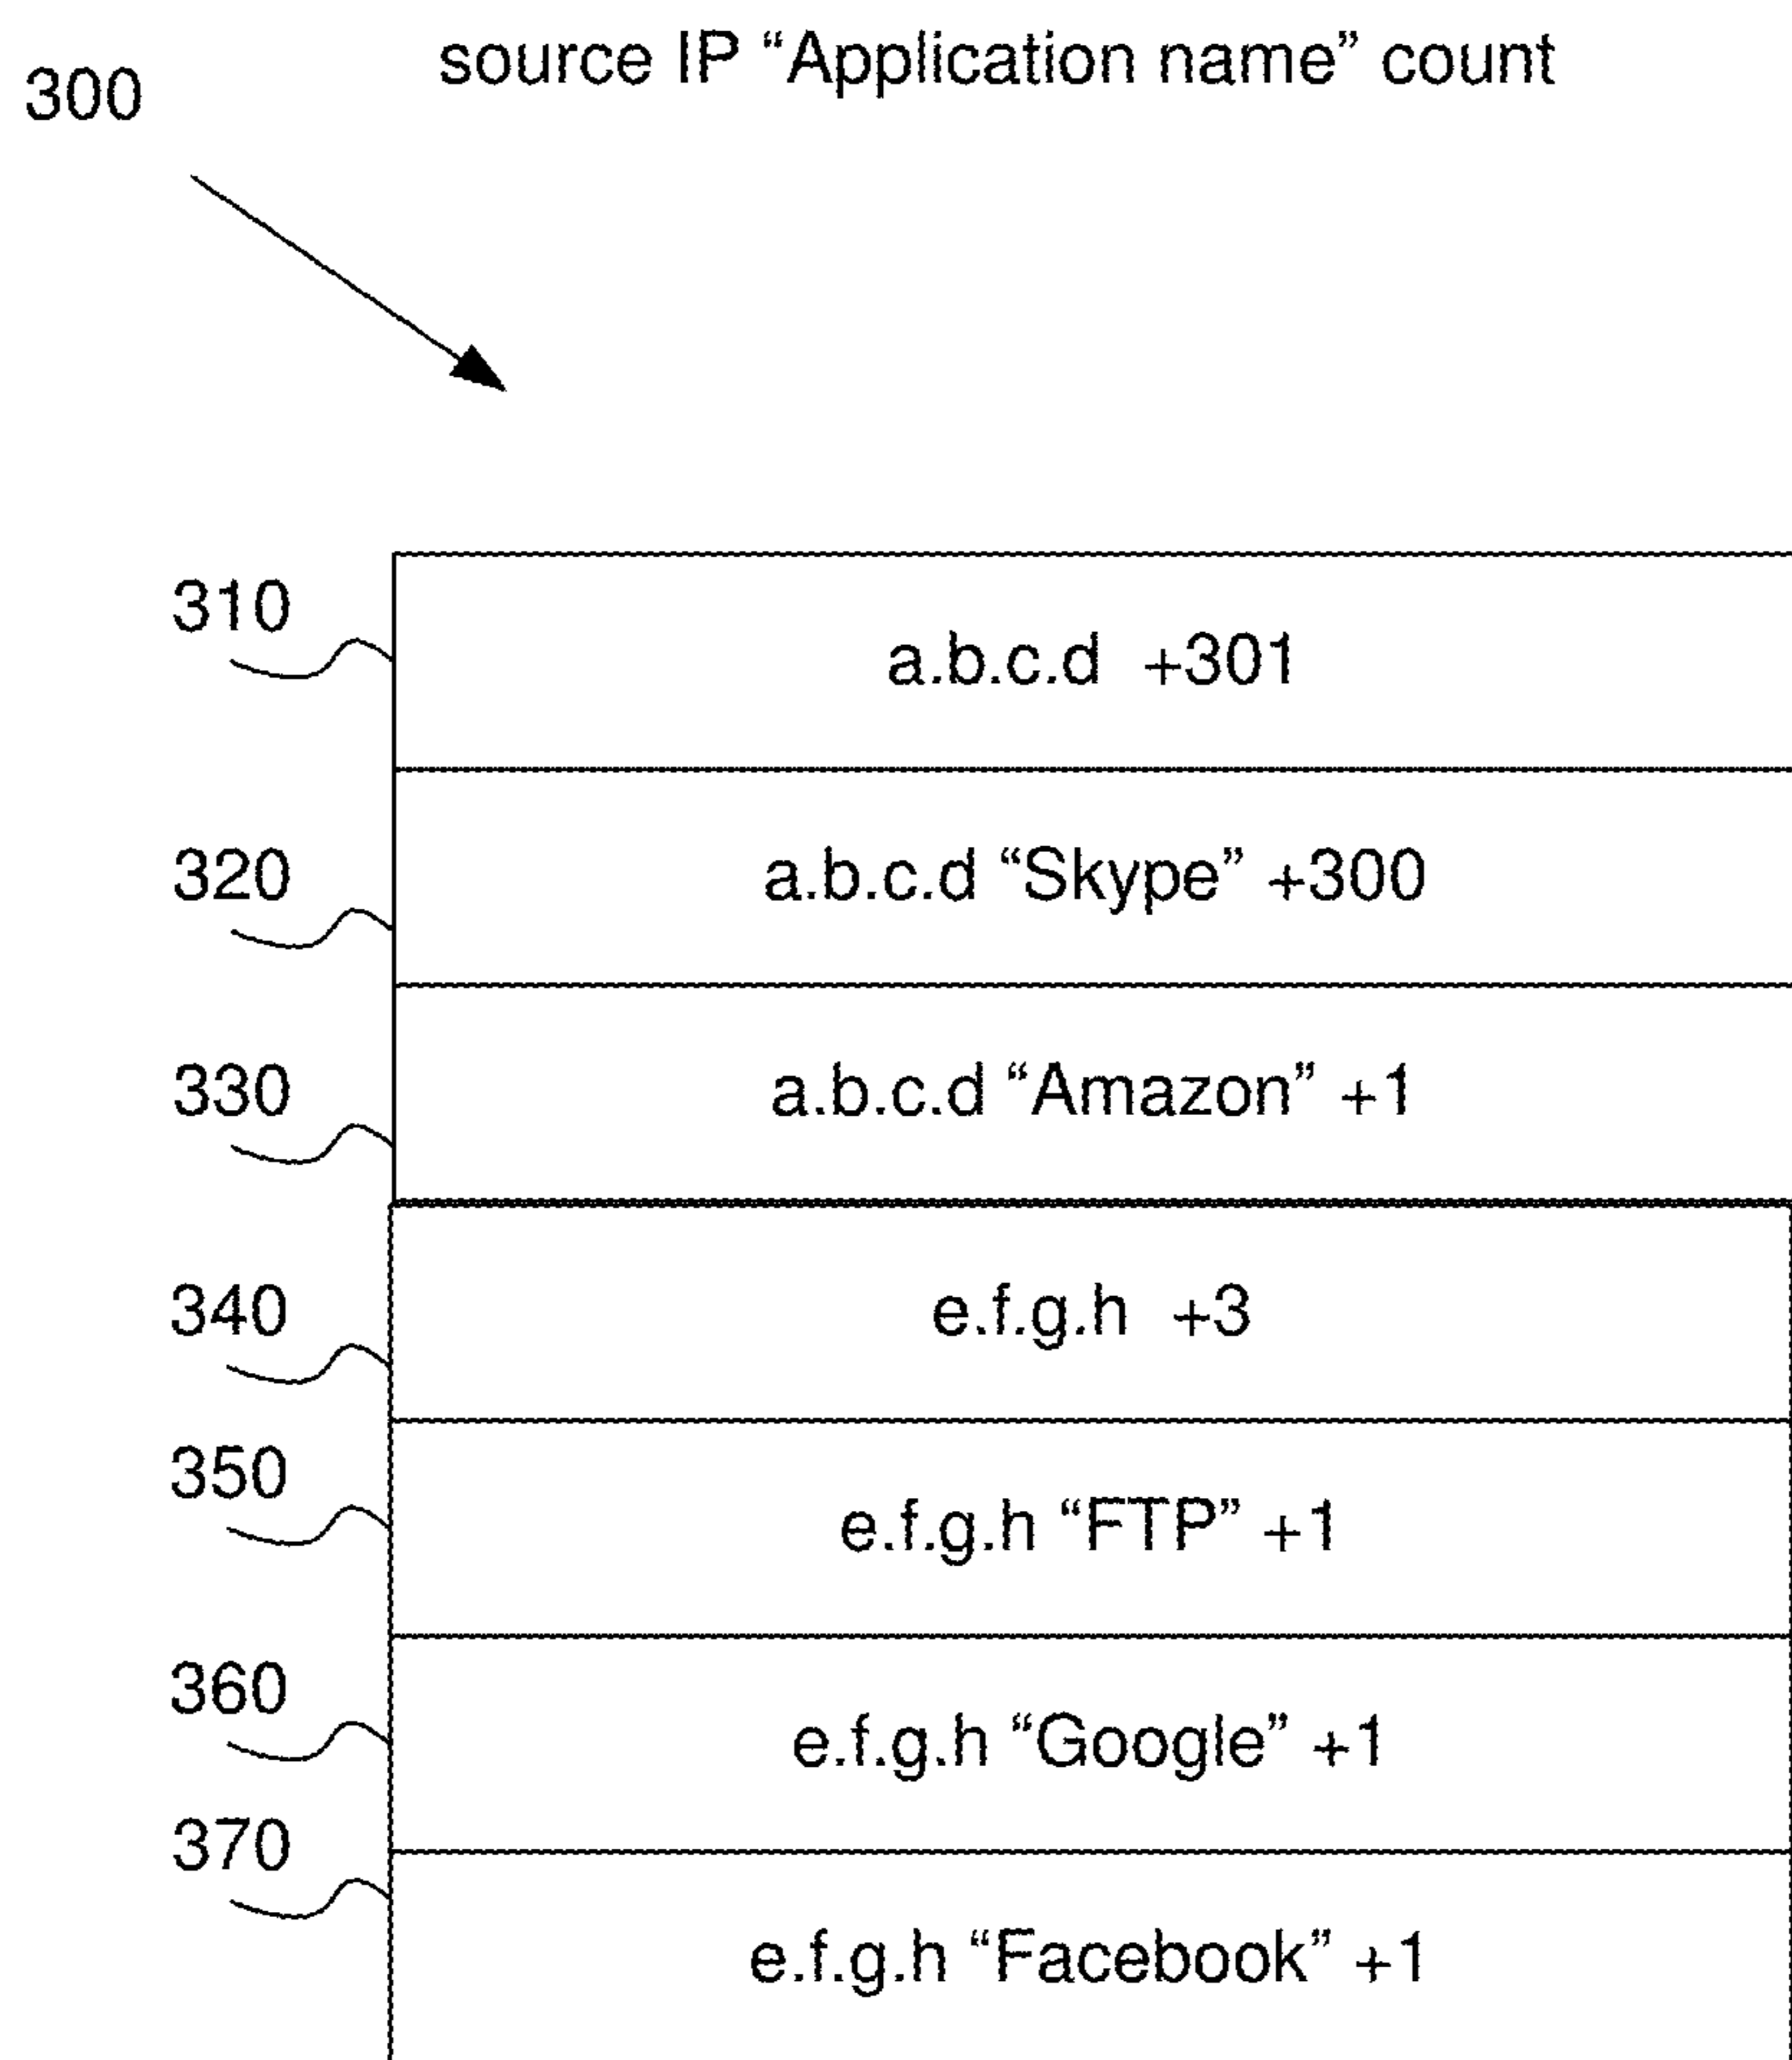 source IP “Application name” count
300
310
a.b.c.d +301
320
a.b.c.d “Skype” +300
330
a.b.c.d “Amazon” +1
340
e.f.g.h +3
350
e.f.g.h “FTP” +1
360
e.f.g.h “Google” +1
370
e.f.g.h “Facebook” +1